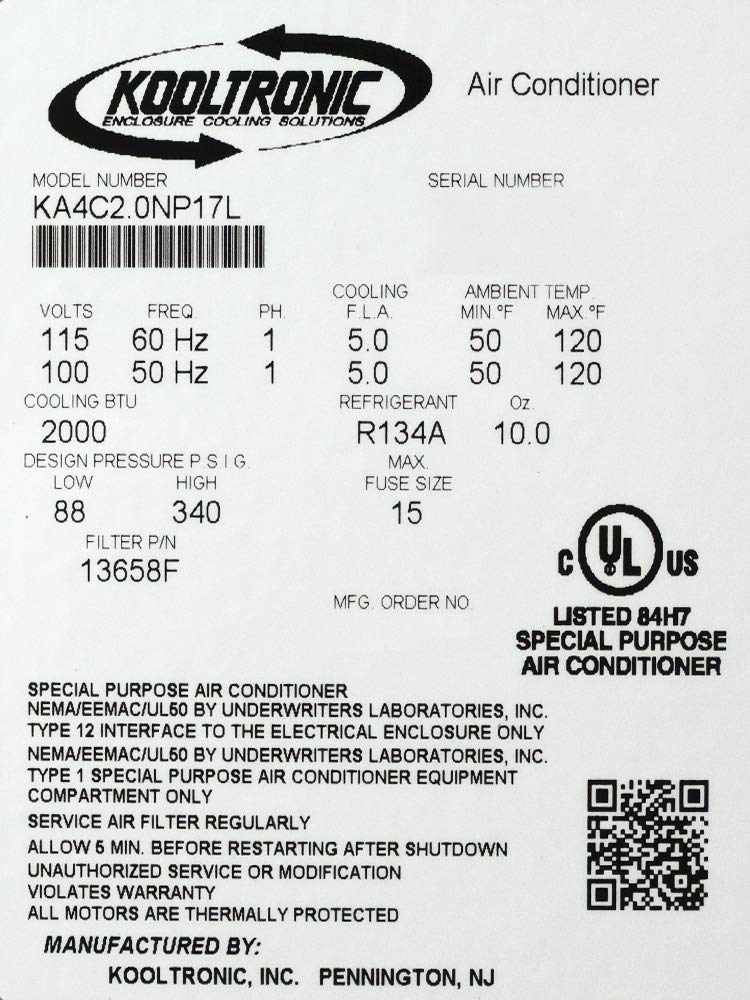 KOOLTRONIC
ENCLOSURE COOLING SOLUTIONS
Air Conditioner
MODEL NUMBER
SERIAL NUMBER
KA4C2.0NP17L
COOLING AMBIENT TEMP.
VOLTS FREQ. PH. F.L.A. MIN.°F MAX.°F
115 60 Hz 1 5.0 50 120
100 50 Hz 1 5.0 50 120
COOLING BTU REFRIGERANT Oz.
2000 R134A 10.0
DESIGN PRESSURE P.S.I.G. MAX.
LOW HIGH FUSE SIZE
88 340 15
FILTER P/N
13658F
MFG. ORDER NO.
C UL US
LISTED 84H7
SPECIAL PURPOSE
AIR CONDITIONER
SPECIAL PURPOSE AIR CONDITIONER
NEMA/EEMAC/UL50 BY UNDERWRITERS LABORATORIES, INC.
TYPE 12 INTERFACE TO THE ELECTRICAL ENCLOSURE ONLY
NEMA/EEMAC/UL50 BY UNDERWRITERS LABORATORIES, INC.
TYPE 1 SPECIAL PURPOSE AIR CONDITIONER EQUIPMENT
COMPARTMENT ONLY
SERVICE AIR FILTER REGULARLY
ALLOW 5 MIN. BEFORE RESTARTING AFTER SHUTDOWN
UNAUTHORIZED SERVICE OR MODIFICATION
VIOLATES WARRANTY
ALL MOTORS ARE THERMALLY PROTECTED
MANUFACTURED BY:
KOOLTRONIC, INC. PENNINGTON, NJ